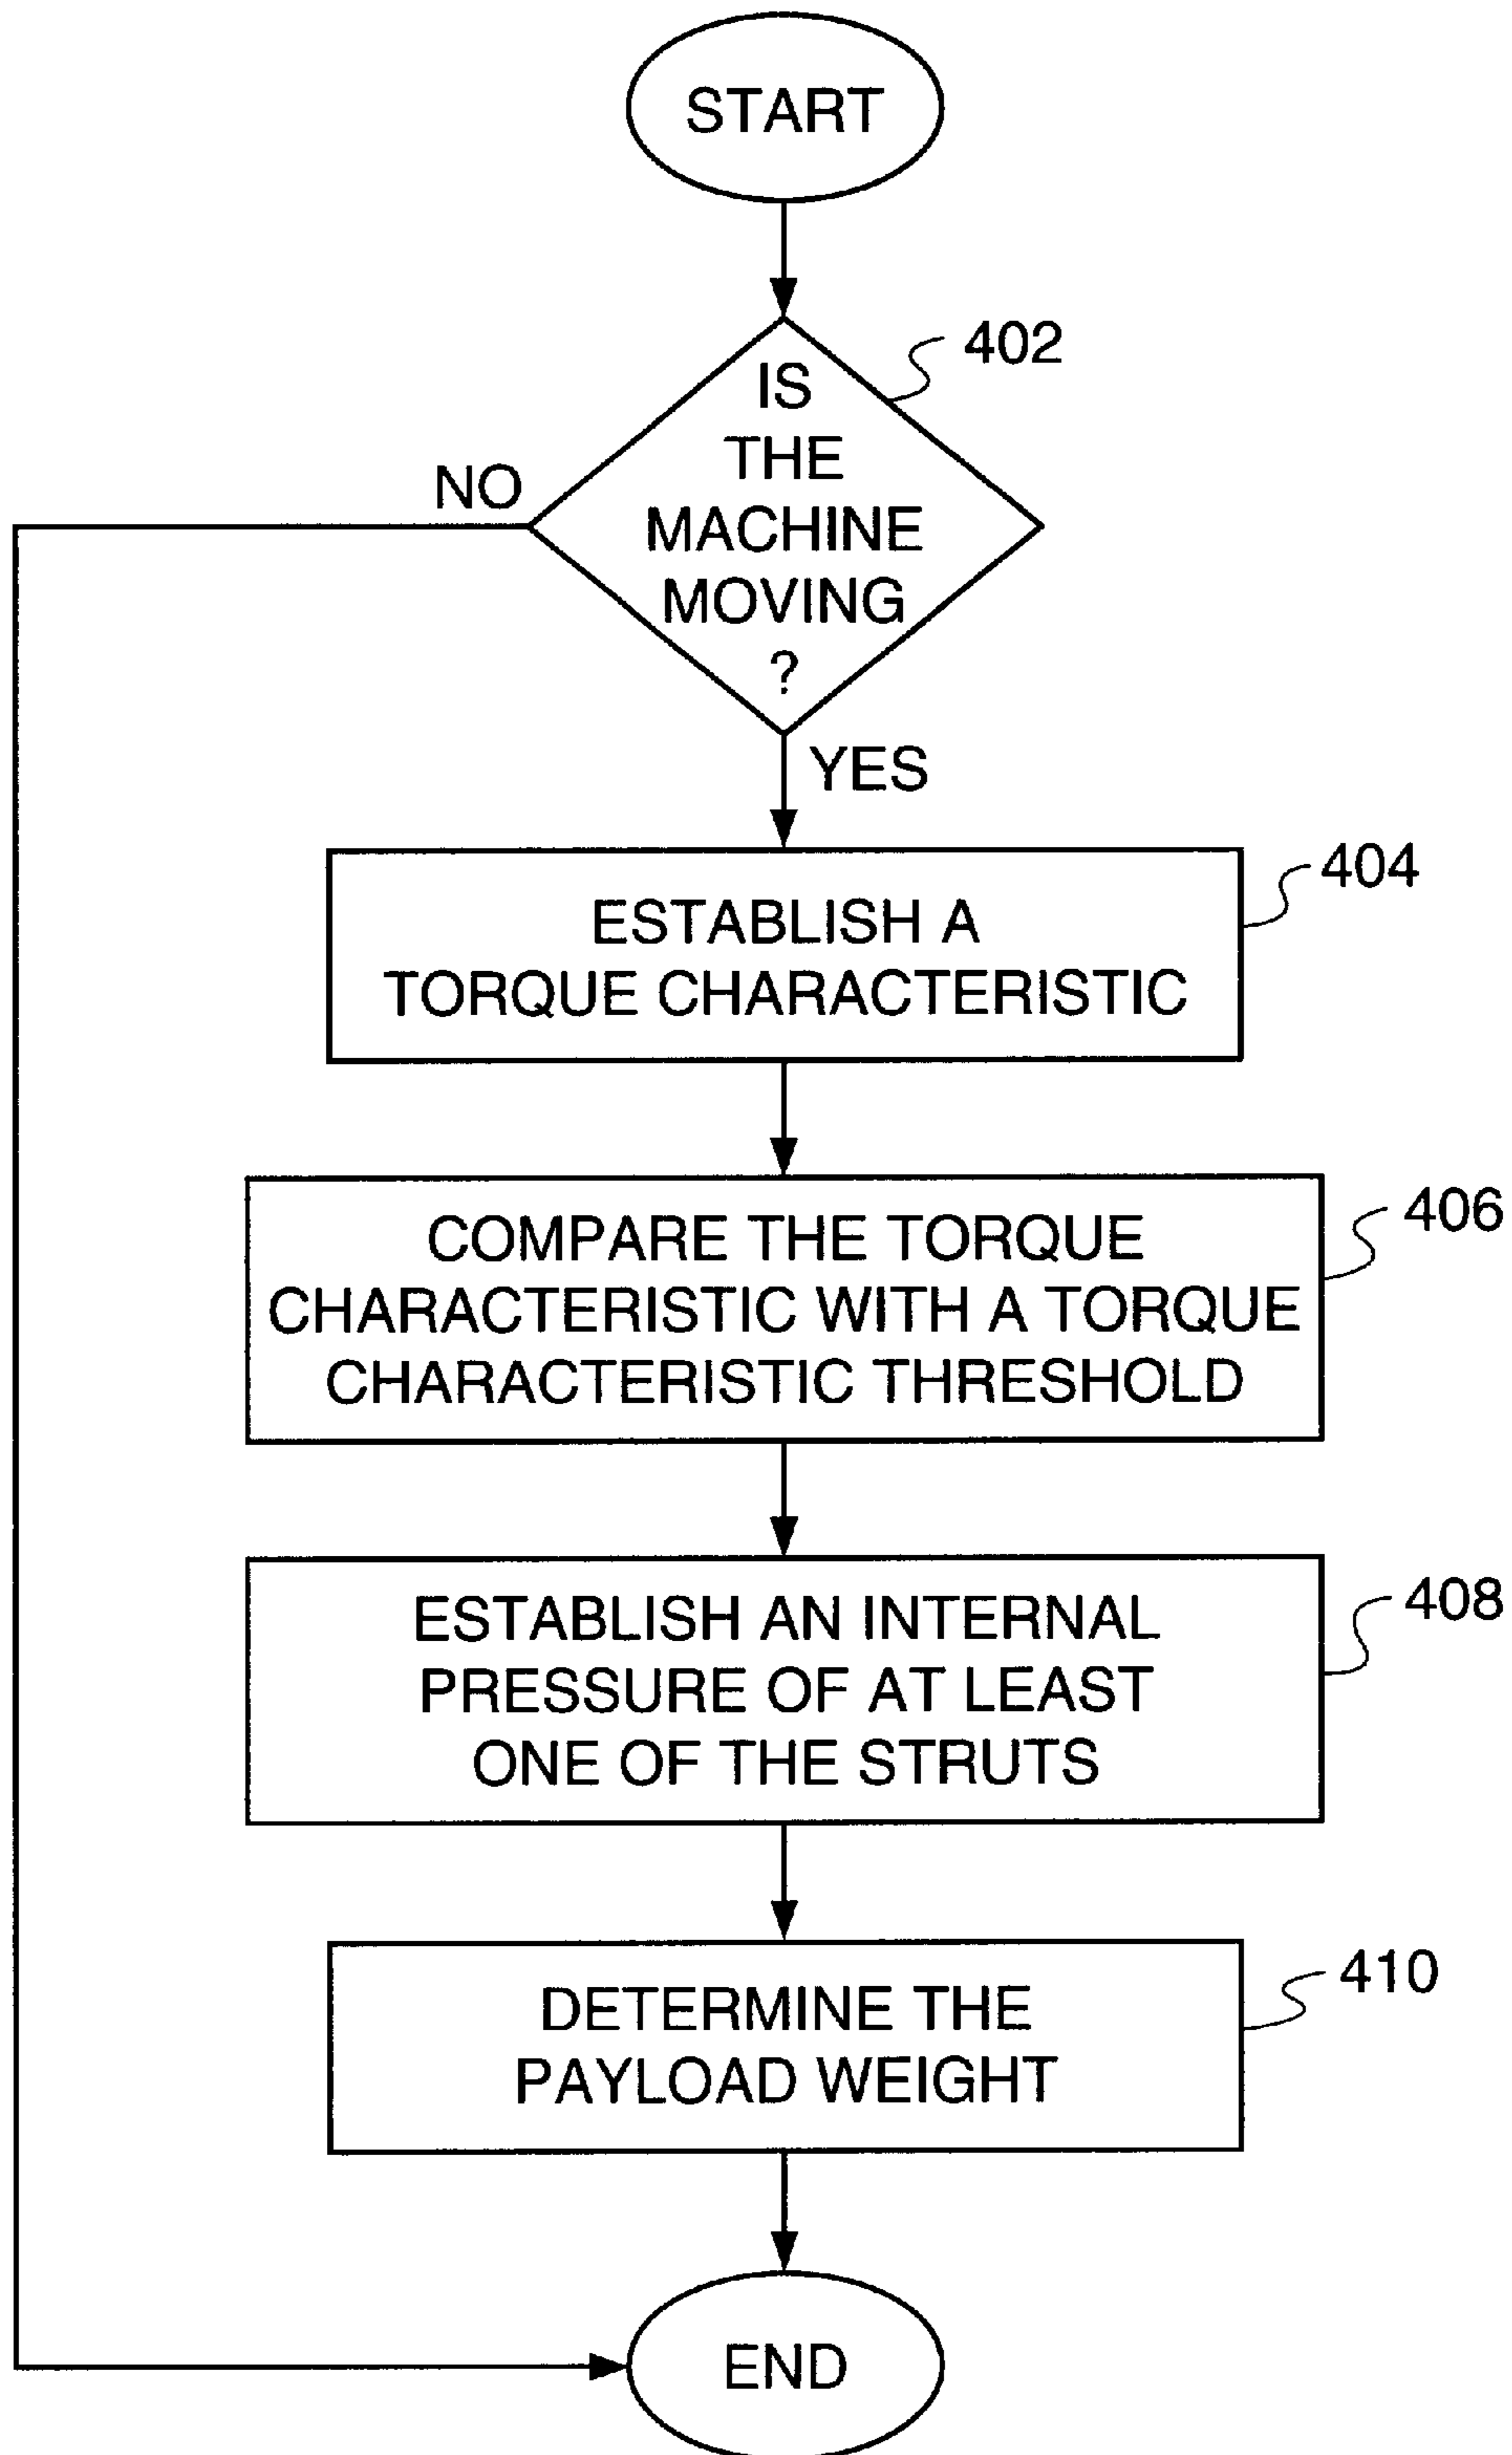 START
402
IS
THE
MACHINE
MOVING
?
NO
YES
404
ESTABLISH A
TORQUE CHARACTERISTIC
406
COMPARE THE TORQUE
CHARACTERISTIC WITH A TORQUE
CHARACTERISTIC THRESHOLD
408
ESTABLISH AN INTERNAL
PRESSURE OF AT LEAST
ONE OF THE STRUTS
410
DETERMINE THE
PAYLOAD WEIGHT
END